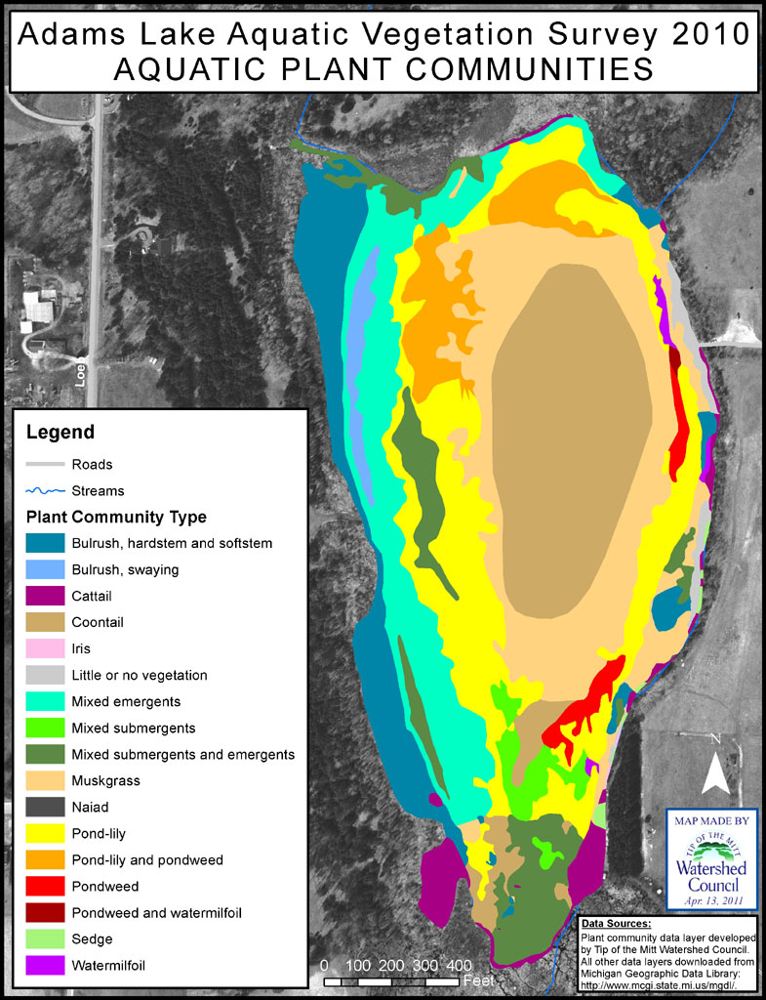 Adams Lake Aquatic Vegetation Survey 2010
AQUATIC PLANT COMMUNITIES
Loe
Legend
Roads
Streams
Plant Community Type
Bulrush, hardstem and softstem
Bulrush, swaying
Cattail
Coontail
Iris
Little or no vegetation
Mixed emergents
Mixed submergents
Mixed submergents and emergents
Muskgrass
Naiad
Pond-lily
Pond-lily and pondweed
Pondweed
Pondweed and watermilfoil
Sedge
Watermilfoil
0 100 200 300 400
Feet
N
MAP MADE BY
TIP OF THE MITT
Watershed
Council
Apr. 13, 2011
Data Sources:
Plant community data layer developed
by Tip of the Mitt Watershed Council.
All other data layers downloaded from
Michigan Geographic Data Library:
http://www.mcgi.state.mi.us/mgdl/.